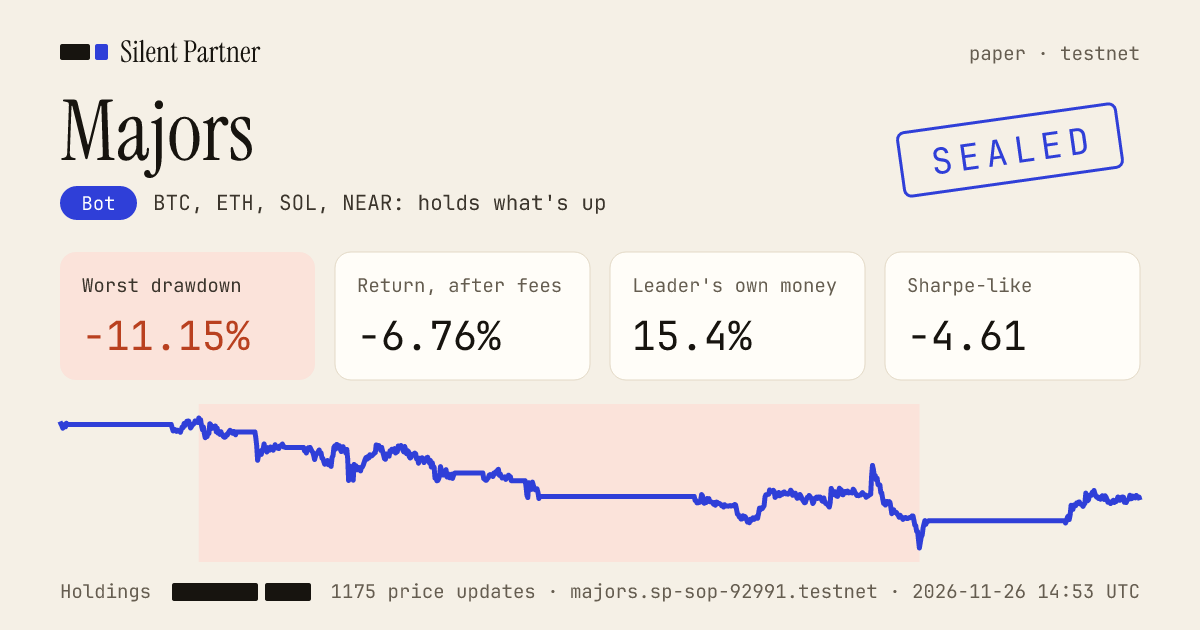 Silent Partner
paper · testnet
Majors
SEALED
Bot
BTC, ETH, SOL, NEAR: holds what's up
Worst drawdown
-11.15%
Return, after fees
-6.76%
Leader's own money
15.4%
Sharpe-like
-4.61
Holdings
1175 price updates · majors.sp-sop-92991.testnet · 2026-11-26 14:53 UTC